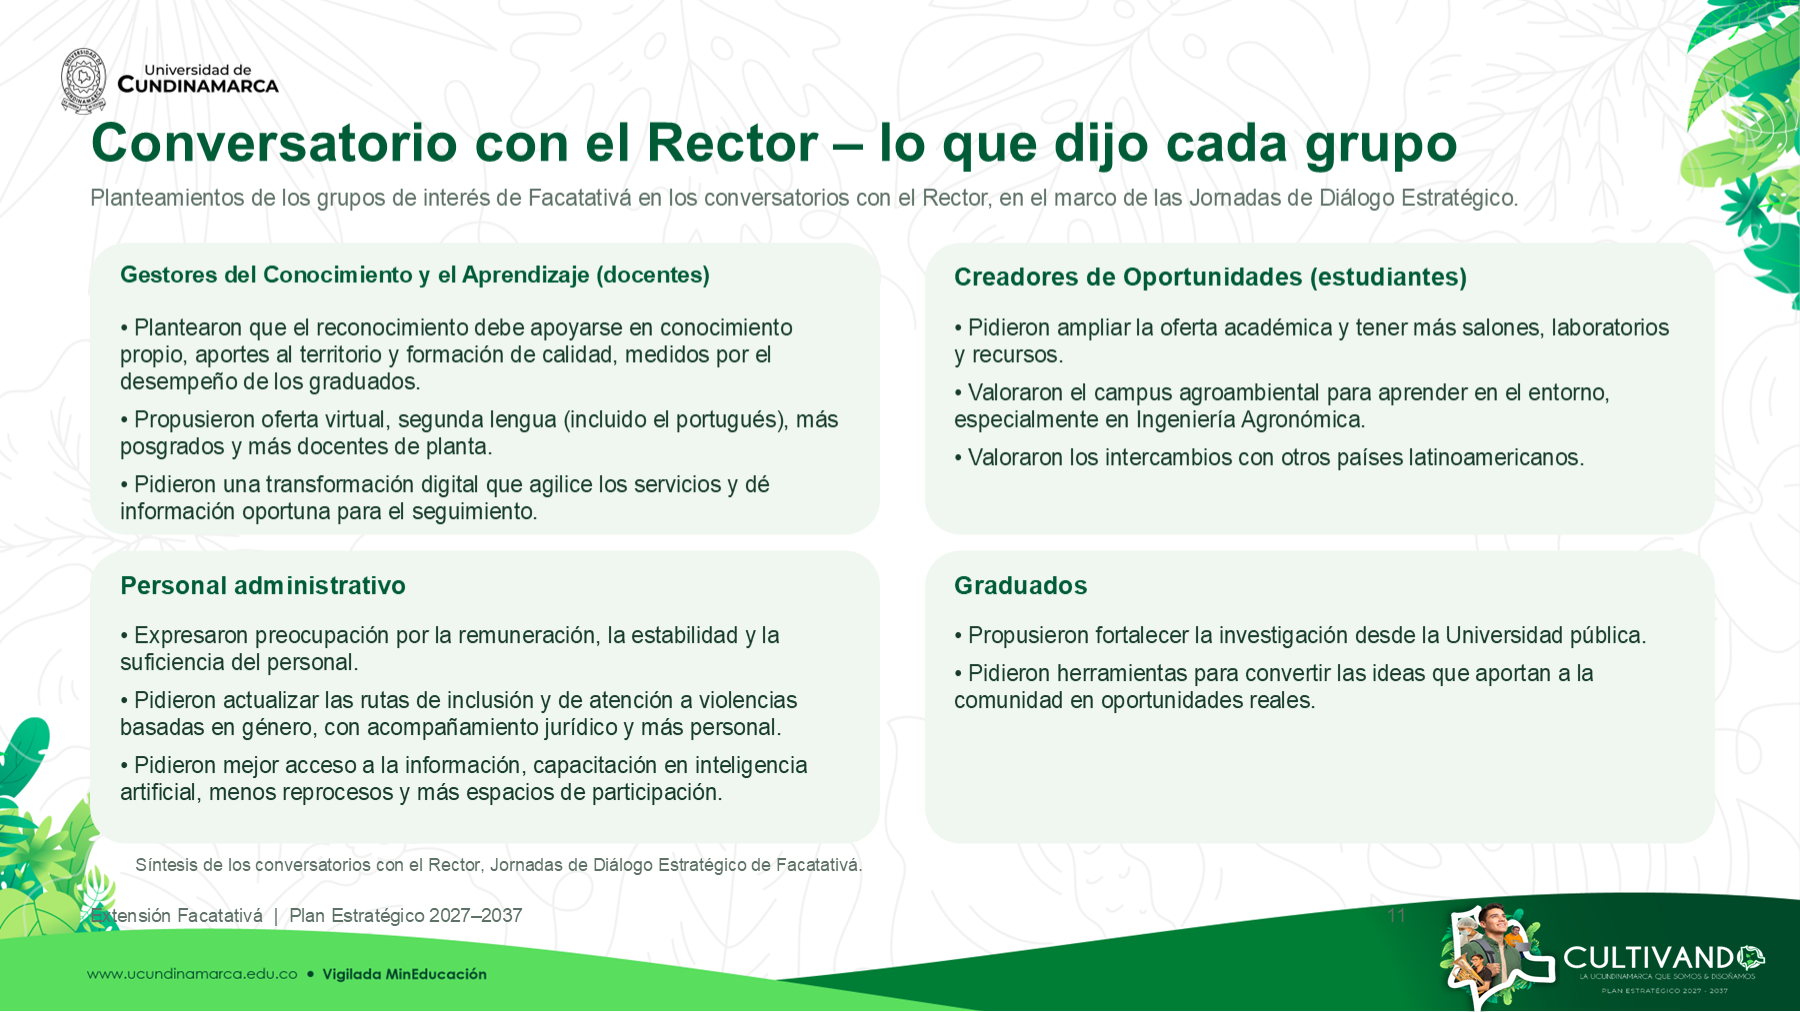 Universidad de
CUNDINAMARCA
Conversatorio con el Rector – lo que dijo cada grupo
Planteamientos de los grupos de interés de Facatativá en los conversatorios con el Rector, en el marco de las Jornadas de Diálogo Estratégico.
Gestores del Conocimiento y el Aprendizaje (docentes)
• Plantearon que el reconocimiento debe apoyarse en conocimiento
propio, aportes al territorio y formación de calidad, medidos por el
desempeño de los graduados.
• Propusieron oferta virtual, segunda lengua (incluido el portugués), más
posgrados y más docentes de planta.
• Pidieron una transformación digital que agilice los servicios y dé
información oportuna para el seguimiento.
Creadores de Oportunidades (estudiantes)
• Pidieron ampliar la oferta académica y tener más salones, laboratorios
y recursos.
• Valoraron el campus agroambiental para aprender en el entorno,
especialmente en Ingeniería Agronómica.
• Valoraron los intercambios con otros países latinoamericanos.
Personal administrativo
• Expresaron preocupación por la remuneración, la estabilidad y la
suficiencia del personal.
• Pidieron actualizar las rutas de inclusión y de atención a violencias
basadas en género, con acompañamiento jurídico y más personal.
• Pidieron mejor acceso a la información, capacitación en inteligencia
artificial, menos reprocesos y más espacios de participación.
Graduados
• Propusieron fortalecer la investigación desde la Universidad pública.
• Pidieron herramientas para convertir las ideas que aportan a la
comunidad en oportunidades reales.
Síntesis de los conversatorios con el Rector, Jornadas de Diálogo Estratégico de Facatativá.
Extensión Facatativá | Plan Estratégico 2027–2037
11
www.ucundinamarca.edu.co • Vigilada MinEducación
CULTIVANDO
LA UCUNDINAMARCA QUE SOMOS & DISOÑAMOS
PLAN ESTRATÉGICO 2027 - 2037